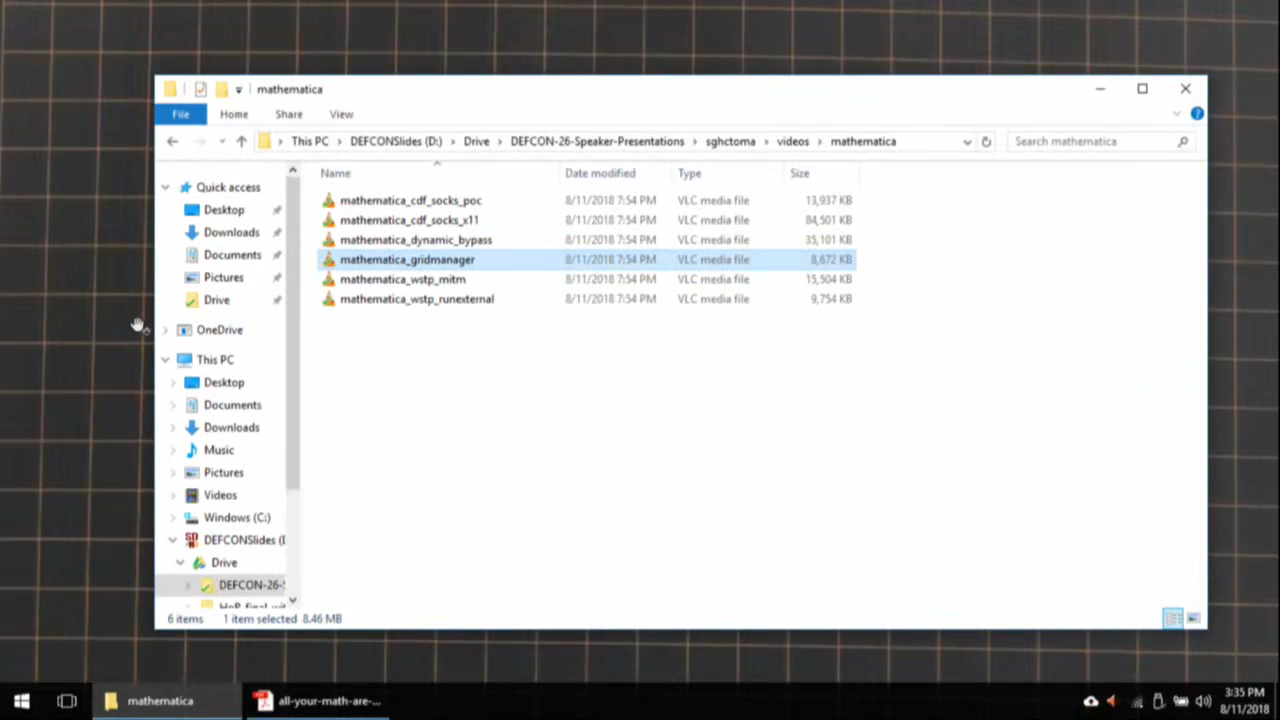 mathematica
File Home Share View
This PC > DEFCONSlides (D:) > Drive > DEFCON-26-Speaker-Presentations > sghctoma > videos > mathematica
Search mathematica
Name Date modified Type Size
mathematica_cdf_socks_poc 8/11/2018 7:54 PM VLC media file 13,937 KB
mathematica_cdf_socks_x11 8/11/2018 7:54 PM VLC media file 84,501 KB
mathematica_dynamic_bypass 8/11/2018 7:54 PM VLC media file 35,101 KB
mathematica_gridmanager 8/11/2018 7:54 PM VLC media file 8,672 KB
mathematica_wstp_mitm 8/11/2018 7:54 PM VLC media file 15,504 KB
mathematica_wstp_runexternal 8/11/2018 7:54 PM VLC media file 9,754 KB
Quick access
Desktop
Downloads
Documents
Pictures
Drive
OneDrive
This PC
Desktop
Documents
Downloads
Music
Pictures
Videos
Windows (C:)
DEFCONSlides (
Drive
DEFCON-26-
6 items 1 item selected 8.46 MB
mathematica
all-your-math-are-...
3:35 PM
8/11/2018